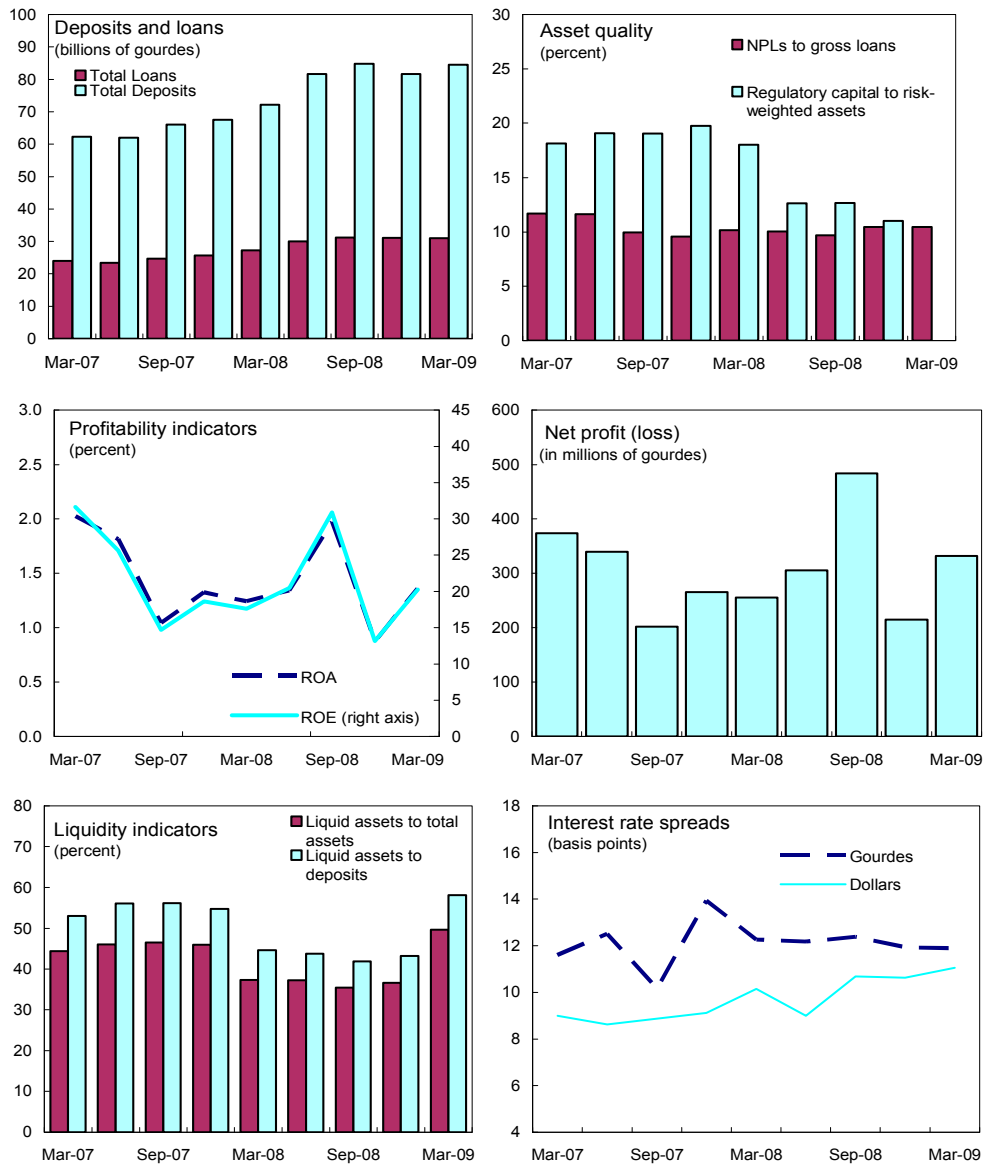 Deposits and loans
(billions of gourdes)
Total Loans
Total Deposits
100
90
80
70
60
50
40
30
20
10
0
Mar-07 Sep-07 Mar-08 Sep-08 Mar-09
Asset quality
(percent)
NPLs to gross loans
Regulatory capital to risk-
weighted assets
30
25
20
15
10
5
0
Mar-07 Sep-07 Mar-08 Sep-08 Mar-09
Profitability indicators
(percent)
3.0
2.5
2.0
1.5
1.0
0.5
0.0
45
40
35
30
25
20
15
10
5
0
ROA
ROE (right axis)
Mar-07 Sep-07 Mar-08 Sep-08 Mar-09
Net profit (loss)
(in millions of gourdes)
600
500
400
300
200
100
0
Mar-07 Sep-07 Mar-08 Sep-08 Mar-09
Liquidity indicators
(percent)
Liquid assets to total
assets
Liquid assets to
deposits
80
70
60
50
40
30
20
10
0
Mar-07 Sep-07 Mar-08 Sep-08 Mar-09
Interest rate spreads
(basis points)
Gourdes
Dollars
18
16
14
12
10
8
6
4
Mar-07 Sep-07 Mar-08 Sep-08 Mar-09